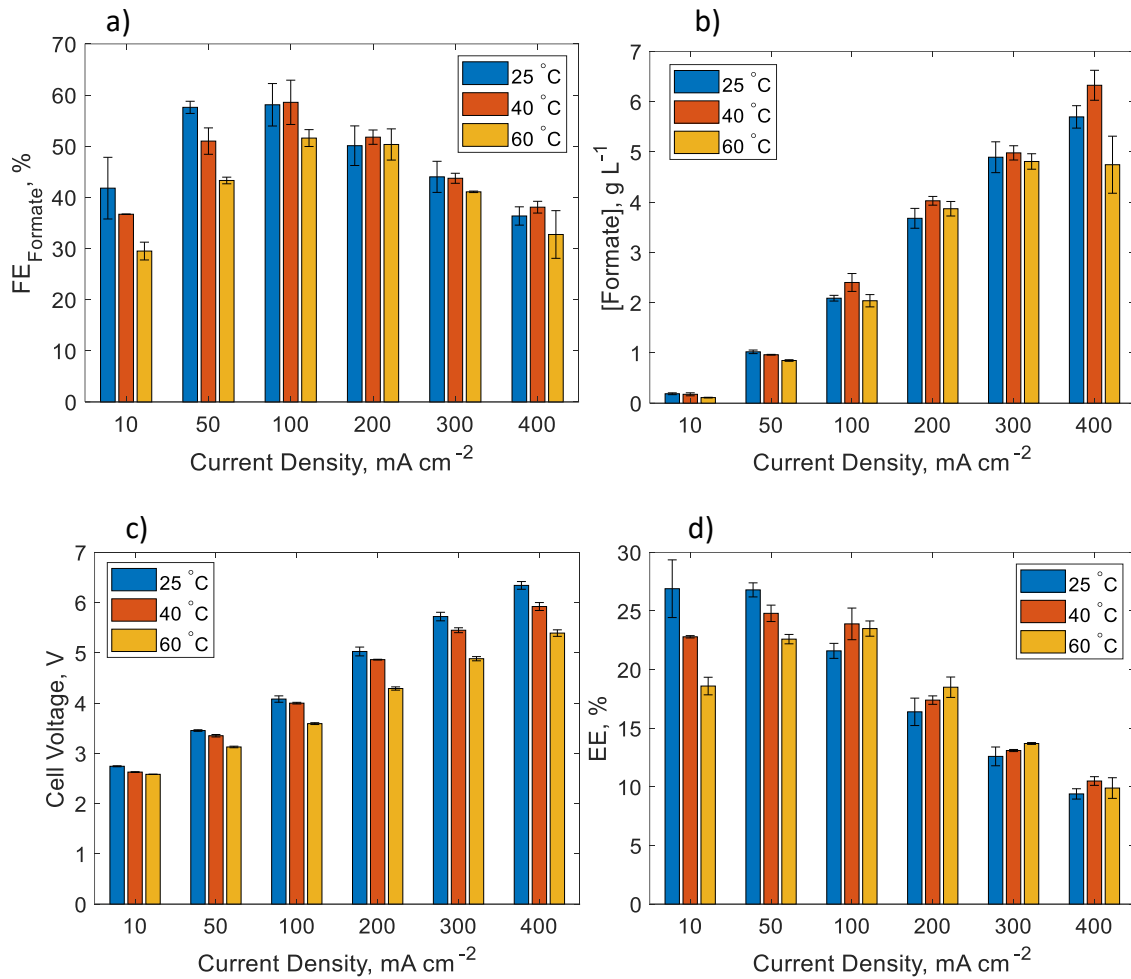 a)
70
60
50
40
30
20
10
0
FE_Formate, %
25 °C
40 °C
60 °C
10 50 100 200 300 400
Current Density, mA cm⁻²
b)
7
6
5
4
3
2
1
0
[Formate], g L⁻¹
25 °C
40 °C
60 °C
10 50 100 200 300 400
Current Density, mA cm⁻²
c)
7
6
5
4
3
2
1
0
Cell Voltage, V
25 °C
40 °C
60 °C
10 50 100 200 300 400
Current Density, mA cm⁻²
d)
30
25
20
15
10
5
0
EE, %
25 °C
40 °C
60 °C
10 50 100 200 300 400
Current Density, mA cm⁻²